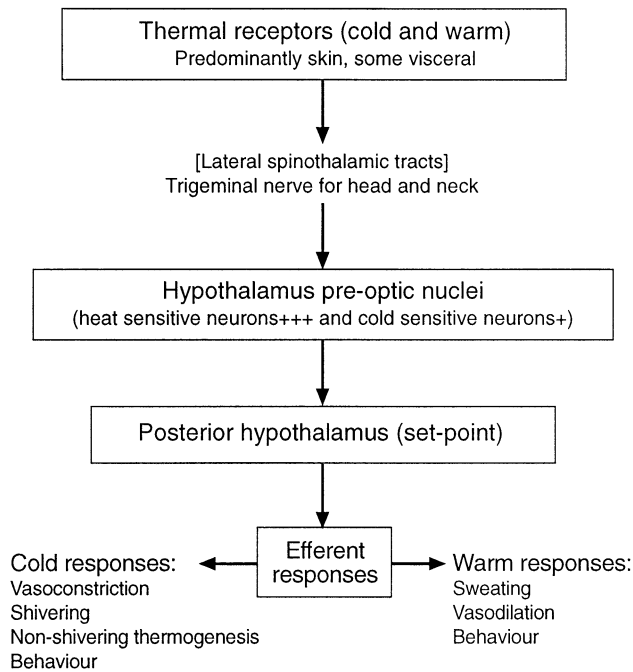 Thermal receptors (cold and warm)
Predominantly skin, some visceral
[Lateral spinothalamic tracts]
Trigeminal nerve for head and neck
Hypothalamus pre-optic nuclei
(heat sensitive neurons+++ and cold sensitive neurons+)
Posterior hypothalamus (set-point)
Efferent
responses
Cold responses:
Vasoconstriction
Shivering
Non-shivering thermogenesis
Behaviour
Warm responses:
Sweating
Vasodilation
Behaviour